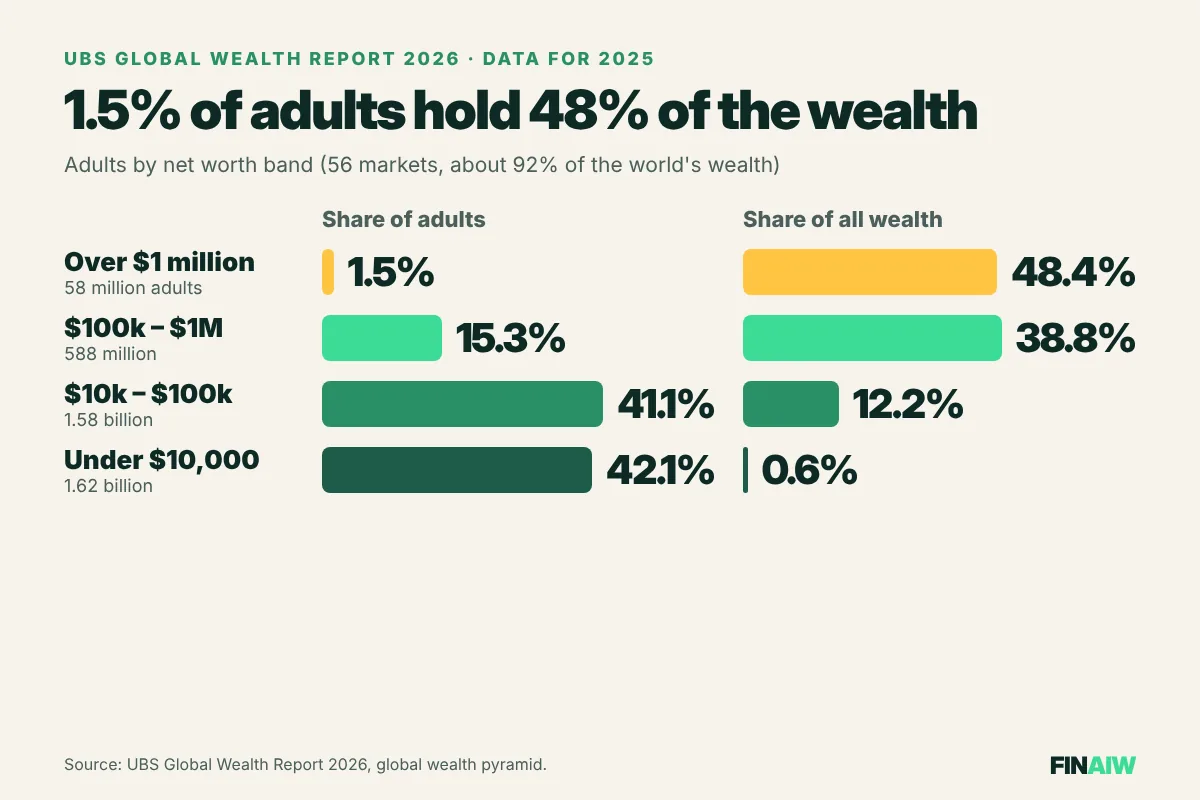 UBS GLOBAL WEALTH REPORT 2026 · DATA FOR 2025
1.5% of adults hold 48% of the wealth
Adults by net worth band (56 markets, about 92% of the world's wealth)
Share of adults
Share of all wealth
Over $1 million
58 million adults
1.5%
48.4%
$100k – $1M
588 million
15.3%
38.8%
$10k – $100k
1.58 billion
41.1%
12.2%
Under $10,000
1.62 billion
42.1%
0.6%
Source: UBS Global Wealth Report 2026, global wealth pyramid.
FINAIW